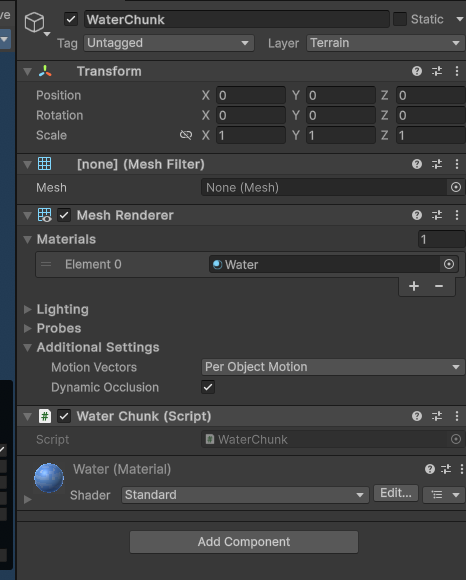 WaterChunk Static
Tag Untagged Layer Terrain
Transform
Position X 0 Y 0 Z 0
Rotation X 0 Y 0 Z 0
Scale X 1 Y 1 Z 1
[none] (Mesh Filter)
Mesh None (Mesh)
Mesh Renderer
Materials 1
Element 0 Water
+ −
Lighting
Probes
Additional Settings
Motion Vectors Per Object Motion
Dynamic Occlusion
# Water Chunk (Script)
Script WaterChunk
Water (Material)
Shader Standard Edit...
Add Component